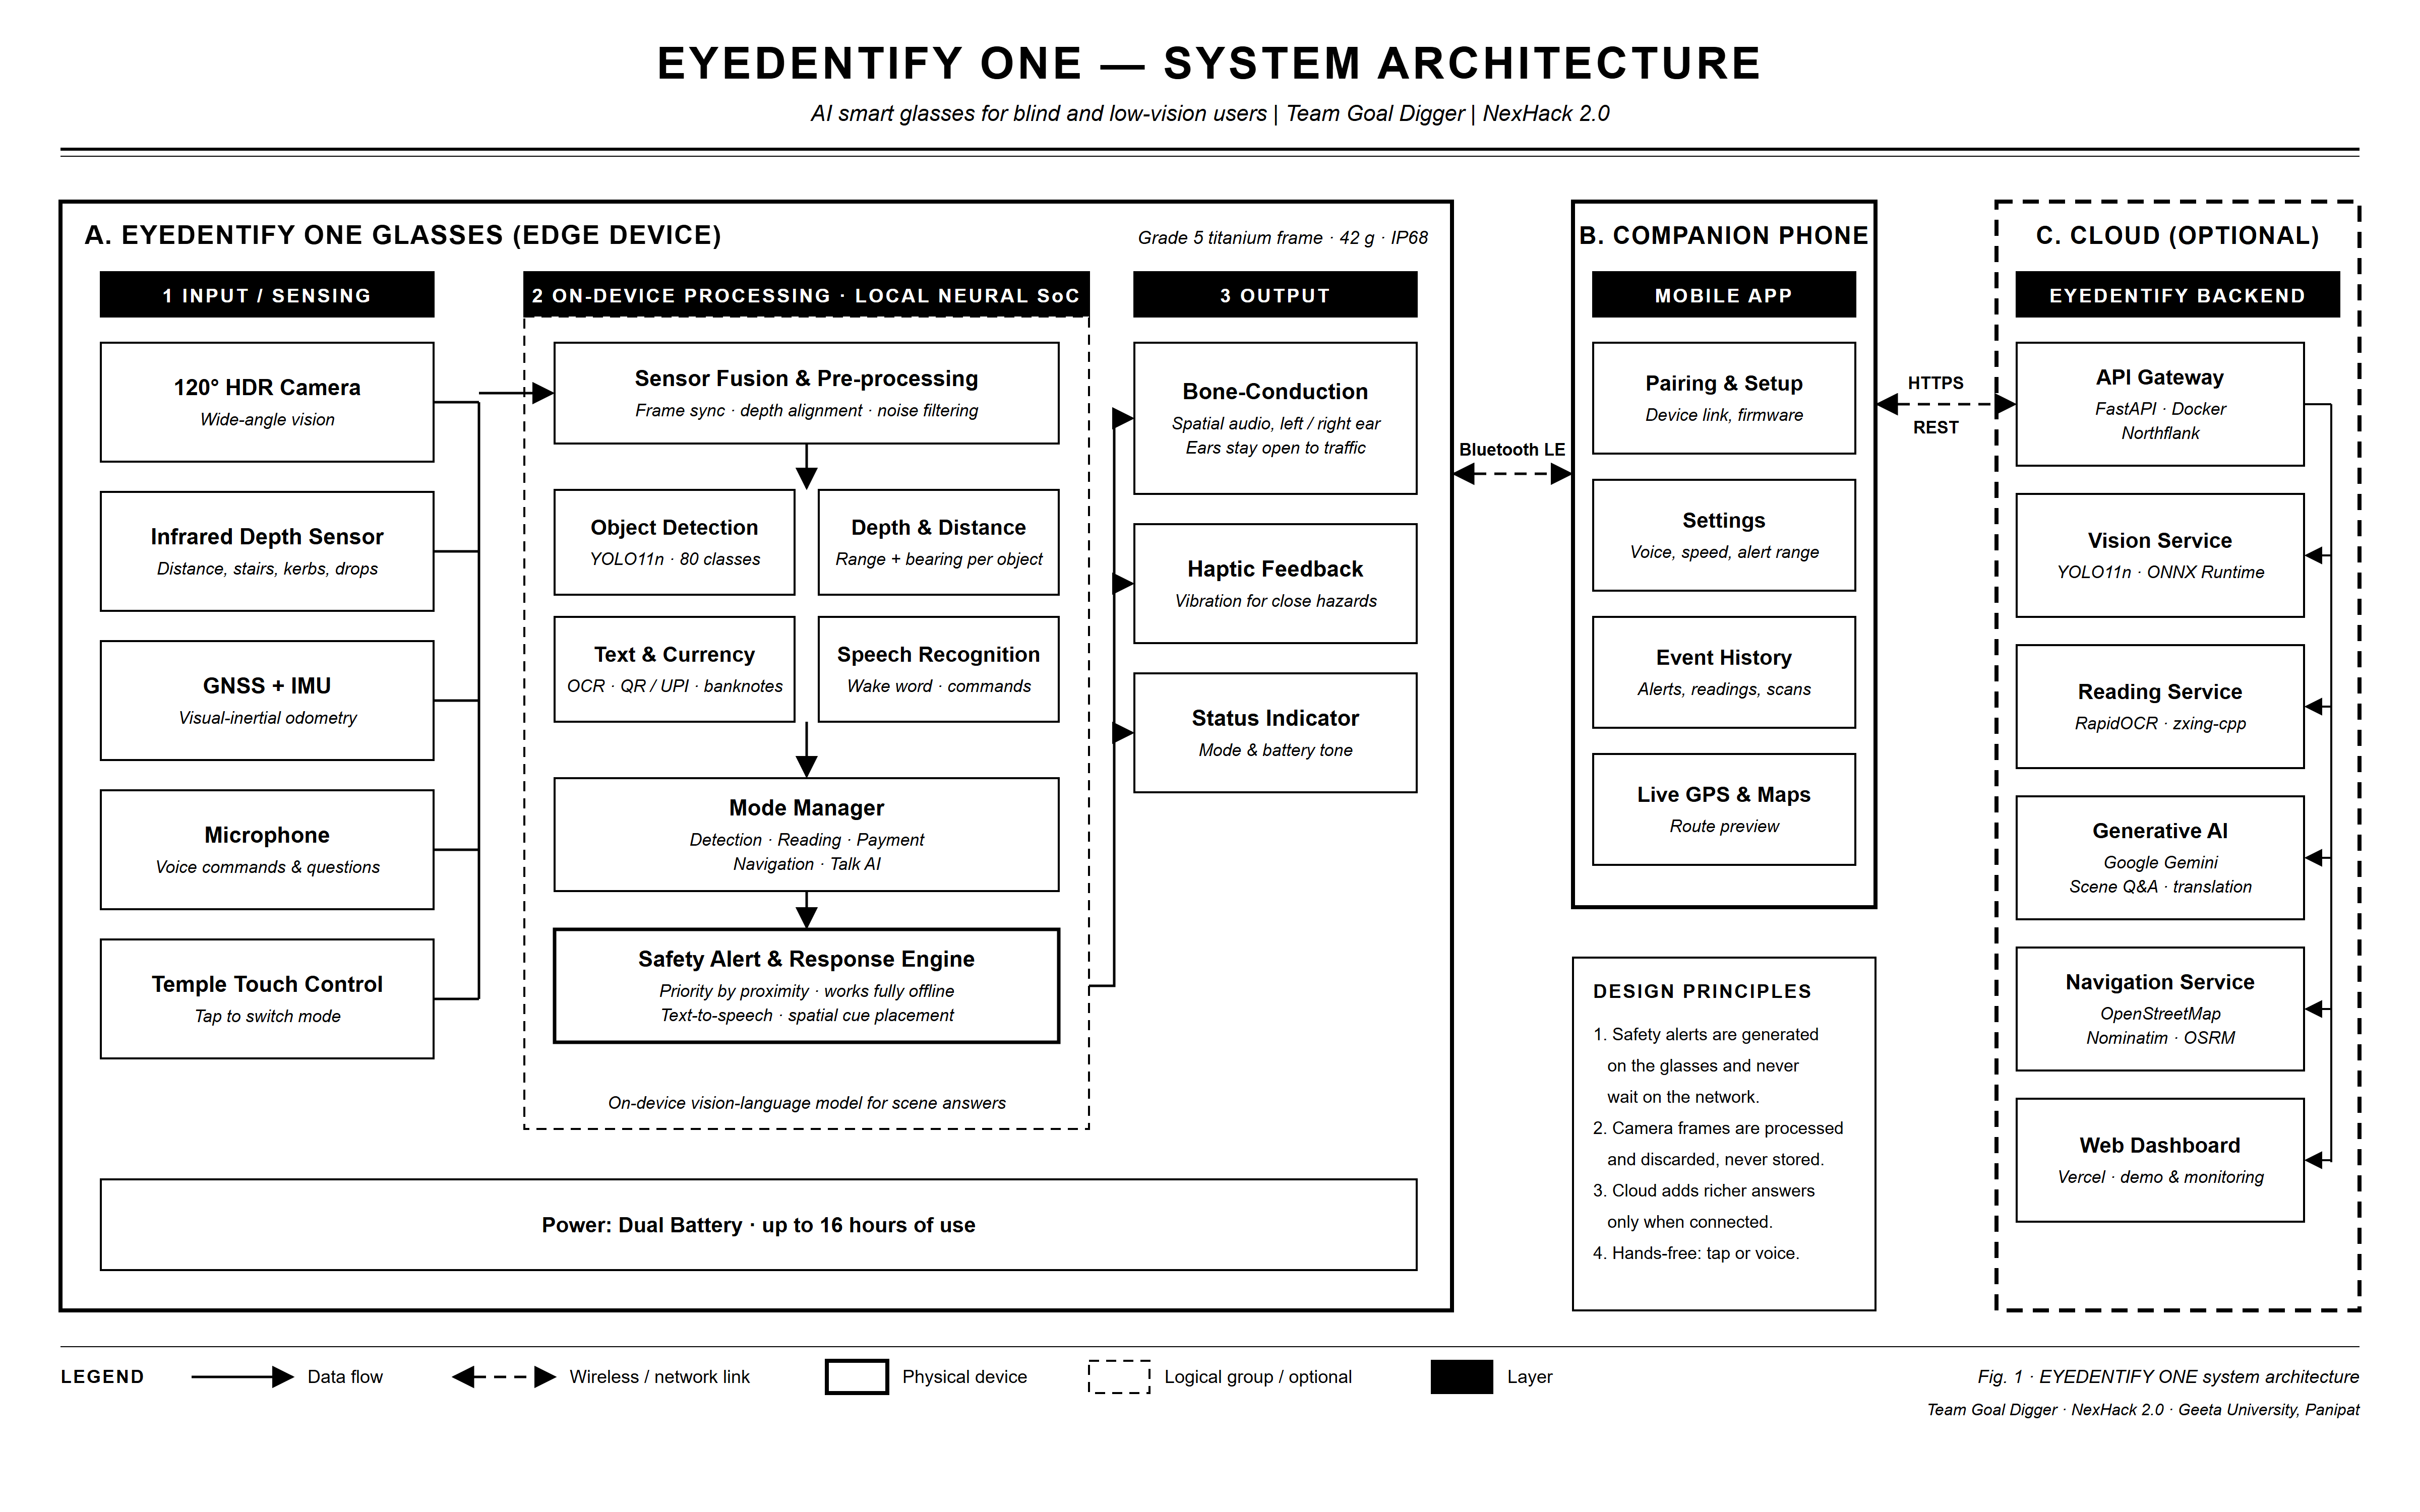 EYEDENTIFY ONE — SYSTEM ARCHITECTURE
AI smart glasses for blind and low-vision users | Team Goal Digger | NexHack 2.0
A. EYEDENTIFY ONE GLASSES (EDGE DEVICE)
Grade 5 titanium frame · 42 g · IP68
1 INPUT / SENSING
120° HDR Camera
Wide-angle vision
Infrared Depth Sensor
Distance, stairs, kerbs, drops
GNSS + IMU
Visual-inertial odometry
Microphone
Voice commands & questions
Temple Touch Control
Tap to switch mode
2 ON-DEVICE PROCESSING · LOCAL NEURAL SoC
Sensor Fusion & Pre-processing
Frame sync · depth alignment · noise filtering
Object Detection
YOLO11n · 80 classes
Depth & Distance
Range + bearing per object
Text & Currency
OCR · QR / UPI · banknotes
Speech Recognition
Wake word · commands
Mode Manager
Detection · Reading · Payment
Navigation · Talk AI
Safety Alert & Response Engine
Priority by proximity · works fully offline
Text-to-speech · spatial cue placement
On-device vision-language model for scene answers
3 OUTPUT
Bone-Conduction
Spatial audio, left / right ear
Ears stay open to traffic
Haptic Feedback
Vibration for close hazards
Status Indicator
Mode & battery tone
Power: Dual Battery · up to 16 hours of use
Bluetooth LE
B. COMPANION PHONE
MOBILE APP
Pairing & Setup
Device link, firmware
Settings
Voice, speed, alert range
Event History
Alerts, readings, scans
Live GPS & Maps
Route preview
DESIGN PRINCIPLES
1. Safety alerts are generated
on the glasses and never
wait on the network.
2. Camera frames are processed
and discarded, never stored.
3. Cloud adds richer answers
only when connected.
4. Hands-free: tap or voice.
HTTPS
REST
C. CLOUD (OPTIONAL)
EYEDENTIFY BACKEND
API Gateway
FastAPI · Docker
Northflank
Vision Service
YOLO11n · ONNX Runtime
Reading Service
RapidOCR · zxing-cpp
Generative AI
Google Gemini
Scene Q&A · translation
Navigation Service
OpenStreetMap
Nominatim · OSRM
Web Dashboard
Vercel · demo & monitoring
LEGEND
Data flow
Wireless / network link
Physical device
Logical group / optional
Layer
Fig. 1 · EYEDENTIFY ONE system architecture
Team Goal Digger · NexHack 2.0 · Geeta University, Panipat